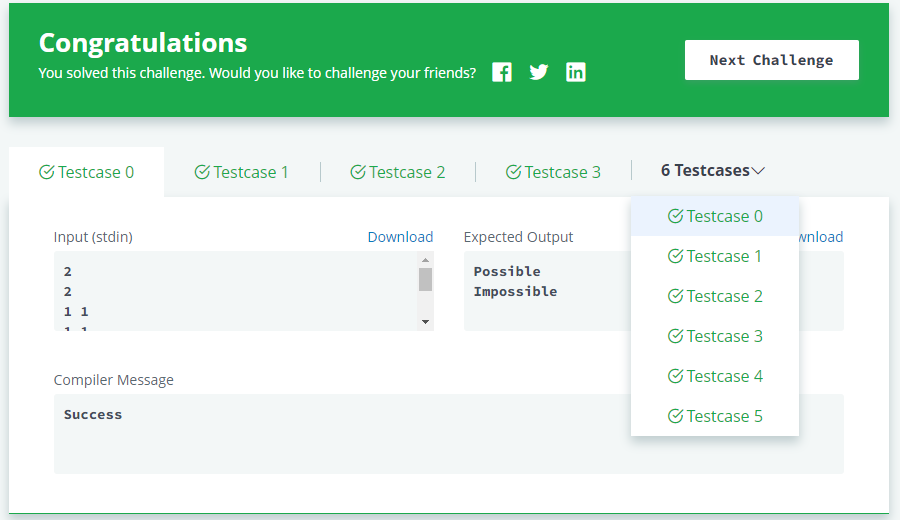 Congratulations
You solved this challenge. Would you like to challenge your friends?
Next Challenge
Testcase 0
Testcase 1
Testcase 2
Testcase 3
6 Testcases
Testcase 0
Testcase 1
Testcase 2
Testcase 3
Testcase 4
Testcase 5
Input (stdin)
Download
2
2
1 1
1 1
Expected Output
wnload
Possible
Impossible
Compiler Message
Success